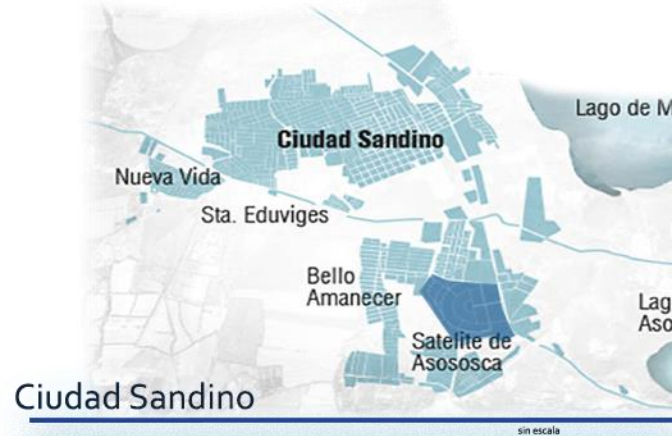 Lago de M
Ciudad Sandino
Nueva Vida
Sta. Eduviges
Bello
Amanecer
Lag
Aso
Satelite de
Asososca
Ciudad Sandino
sin escala